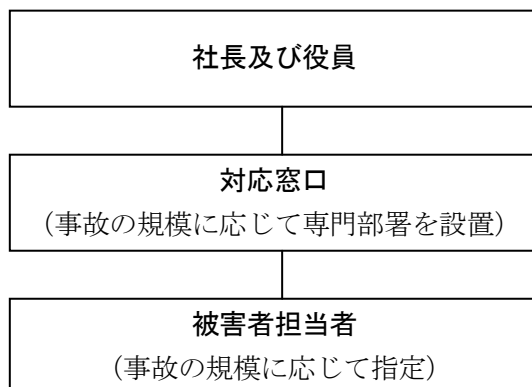 社長及び役員
対応窓口
（事故の規模に応じて専門部署を設置）
被害者担当者
（事故の規模に応じて指定）